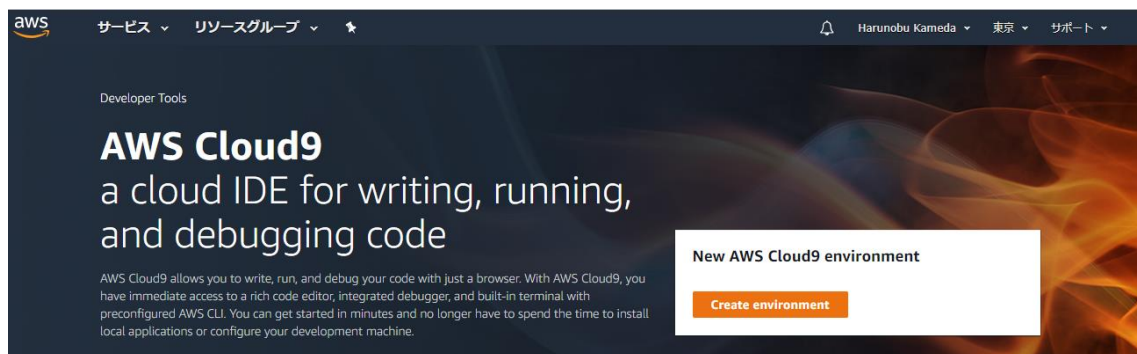 aws サービス リソースグループ Harunobu Kameda 東京 サポート
Developer Tools
AWS Cloud9
a cloud IDE for writing, running,
and debugging code
AWS Cloud9 allows you to write, run, and debug your code with just a browser. With AWS Cloud9, you
have immediate access to a rich code editor, integrated debugger, and built-in terminal with
preconfigured AWS CLI. You can get started in minutes and no longer have to spend the time to install
local applications or configure your development machine.
New AWS Cloud9 environment
Create environment